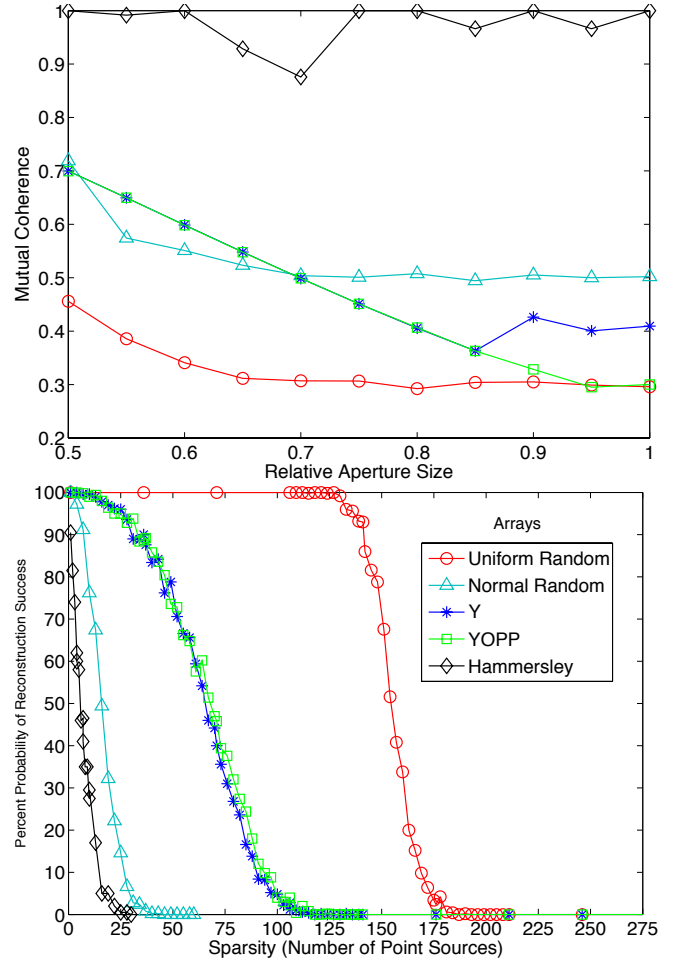 1
0.9
0.8
0.7
0.6
0.5
0.4
0.3
0.2
Mutual Coherence
0.5 0.6 0.7 0.8 0.9 1
Relative Aperture Size
100
90
80
70
60
50
40
30
20
10
0
Percent Probability of Reconstruction Success
Arrays
Uniform Random
Normal Random
Y
YOPP
Hammersley
0 25 50 75 100 125 150 175 200 225 250 275
Sparsity (Number of Point Sources)